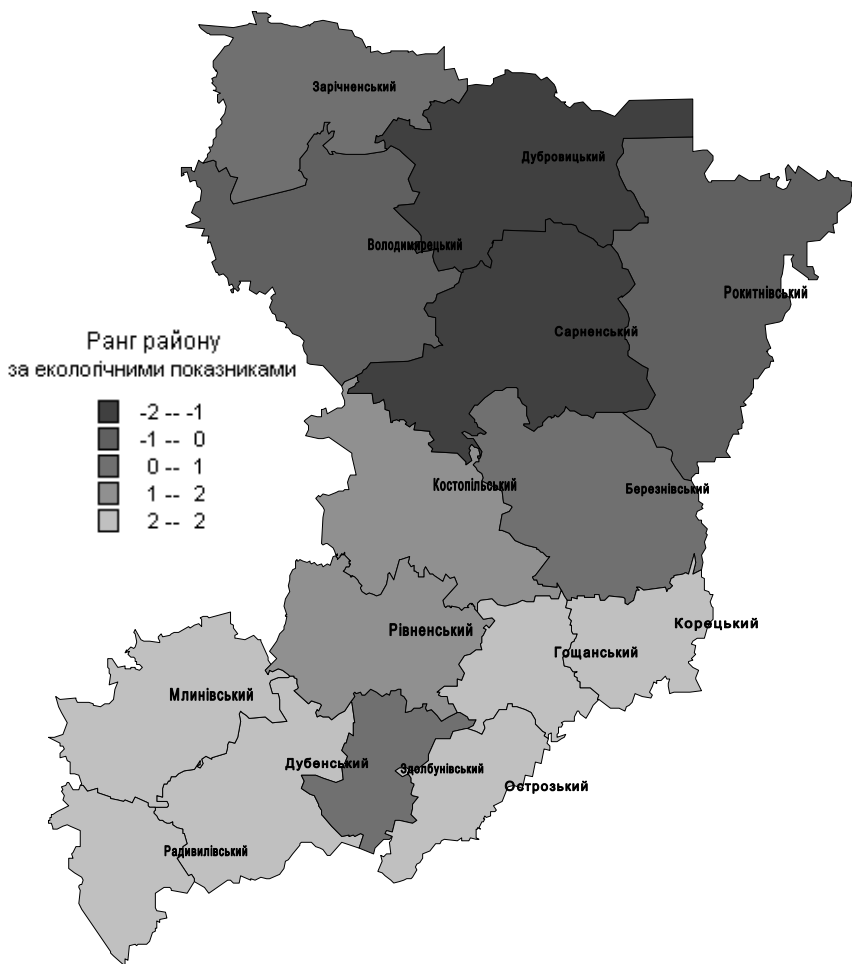 Зарічненський
Дубровицький
Володимирецький
Рокитнівський
Сарненський
Ранг району
за екологічними показниками
-2 -- -1
-1 -- 0
0 -- 1
1 -- 2
2 -- 2
Костопільський
Березнівський
Рівненський
Гощанський
Корецький
Млинівський
Дубенський
Здолбунівський
Острозький
Радивилівський